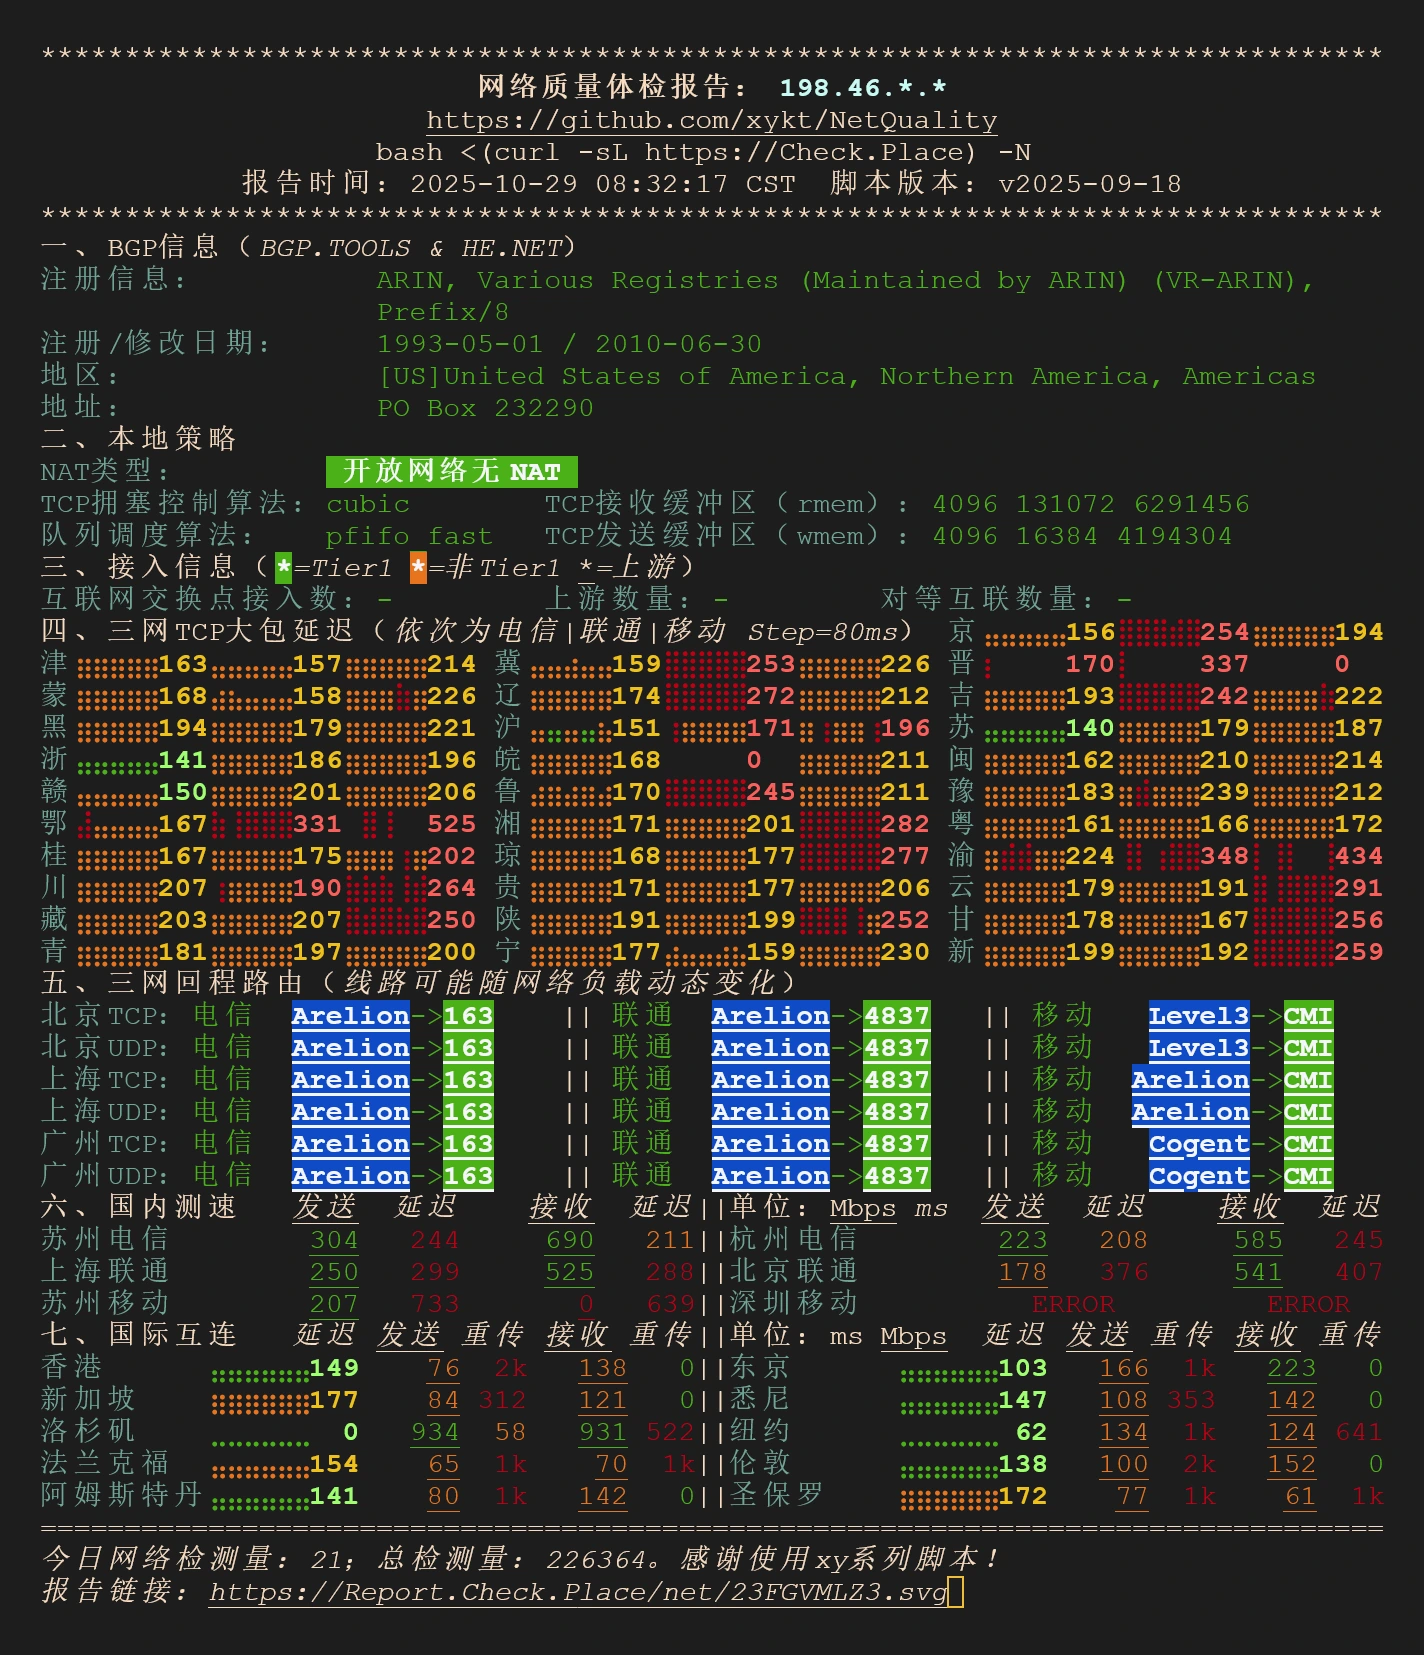 ********************************************************************************
网络质量体检报告： 198.46.*.*
https://github.com/xykt/NetQuality
bash <(curl -sL https://Check.Place) -N
报告时间：2025-10-29 08:32:17 CST  脚本版本：v2025-09-18
********************************************************************************
一、BGP信息（BGP.TOOLS & HE.NET）
注册信息： ARIN, Various Registries (Maintained by ARIN) (VR-ARIN),
Prefix/8
注册/修改日期： 1993-05-01 / 2010-06-30
地区： [US]United States of America, Northern America, Americas
地址： PO Box 232290
二、本地策略
NAT类型： 开放网络无 NAT
TCP拥塞控制算法：cubic TCP接收缓冲区（rmem）：4096 131072 6291456
队列调度算法： pfifo fast TCP发送缓冲区（wmem）：4096 16384 4194304
三、接入信息（*=Tier1 *=非Tier1 *=上游）
互联网交换点接入数：- 上游数量：- 对等互联数量：-
四、三网TCP大包延迟（依次为电信|联通|移动 Step=80ms） 京 156 254 194
津 163 157 214 冀 159 253 226 晋 170 337 0
蒙 168 158 226 辽 174 272 212 吉 193 242 222
黑 194 179 221 沪 151 171 196 苏 140 179 187
浙 141 186 196 皖 168 0 211 闽 162 210 214
赣 150 201 206 鲁 170 245 211 豫 183 239 212
鄂 167 331 525 湘 171 201 282 粤 161 166 172
桂 167 175 202 琼 168 177 277 渝 224 348 434
川 207 190 264 贵 171 177 206 云 179 191 291
藏 203 207 250 陕 191 199 252 甘 178 167 256
青 181 197 200 宁 177 159 230 新 199 192 259
五、三网回程路由（线路可能随网络负载动态变化）
北京TCP：电信 Arelion->163 || 联通 Arelion->4837 || 移动 Level3->CMI
北京UDP：电信 Arelion->163 || 联通 Arelion->4837 || 移动 Level3->CMI
上海TCP：电信 Arelion->163 || 联通 Arelion->4837 || 移动 Arelion->CMI
上海UDP：电信 Arelion->163 || 联通 Arelion->4837 || 移动 Arelion->CMI
广州TCP：电信 Arelion->163 || 联通 Arelion->4837 || 移动 Cogent->CMI
广州UDP：电信 Arelion->163 || 联通 Arelion->4837 || 移动 Cogent->CMI
六、国内测速 发送 延迟 接收 延迟||单位：Mbps ms 发送 延迟 接收 延迟
苏州电信 304 244 690 211||杭州电信 223 208 585 245
上海联通 250 299 525 288||北京联通 178 376 541 407
苏州移动 207 733 0 639||深圳移动 ERROR ERROR
七、国际互连 延迟 发送 重传 接收 重传||单位：ms Mbps 延迟 发送 重传 接收 重传
香港 149 76 2k 138 0||东京 103 166 1k 223 0
新加坡 177 84 312 121 0||悉尼 147 108 353 142 0
洛杉矶 0 934 58 931 522||纽约 62 134 1k 124 641
法兰克福 154 65 1k 70 1k||伦敦 138 100 2k 152 0
阿姆斯特丹 141 80 1k 142 0||圣保罗 172 77 1k 61 1k
================================================================================
今日网络检测量：21；总检测量：226364。感谢使用xy系列脚本！
报告链接：https://Report.Check.Place/net/23FGVMLZ3.svg